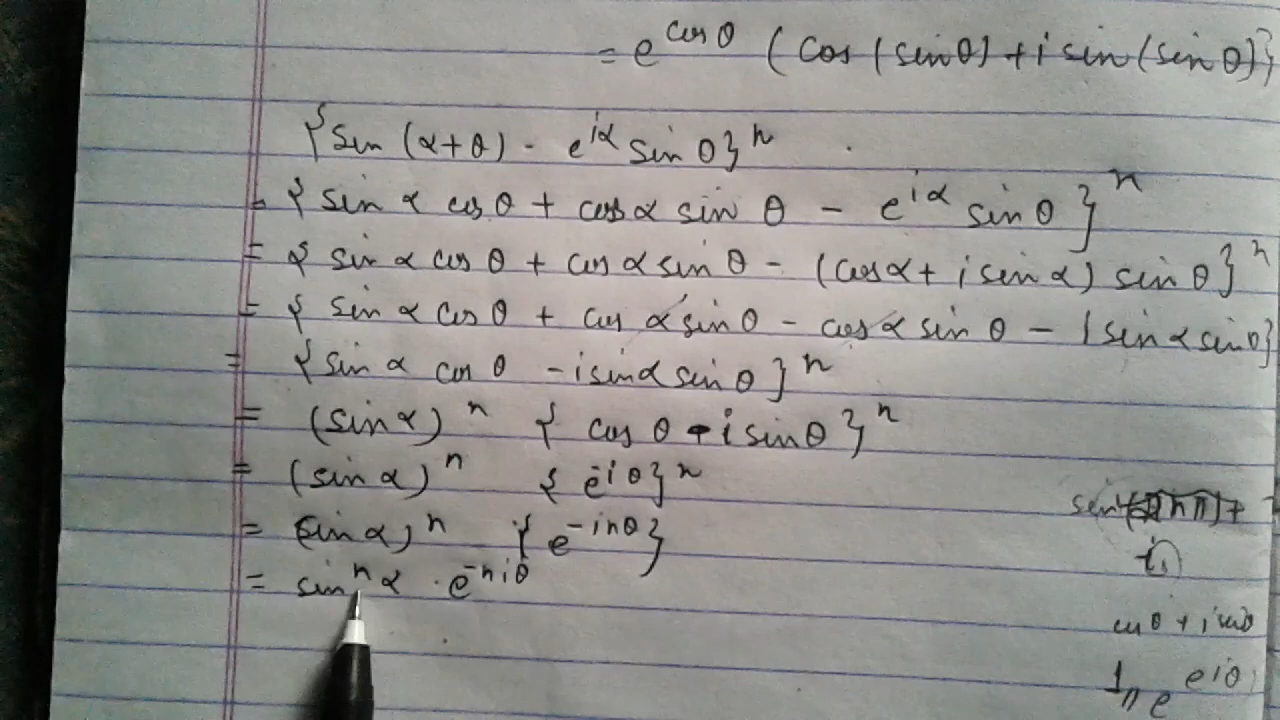 = e^{cos θ} (cos (sin θ) + i sin (sin θ)}
{sin (α+θ) - e^{iα} sin θ}^n
= {sin α cos θ + cos α sin θ - e^{iα} sin θ}^n
= {sin α cos θ + cos α sin θ - (cos α + i sin α) sin θ}^n
= {sin α cos θ + cos α sin θ - cos α sin θ - i sin α sin θ}
= {sin α cos θ - i sin α sin θ}^n
= (sin α)^n {cos θ - i sin θ}^n
= (sin α)^n {e^{-iθ}}^n
= (sin α)^n {e^{-inθ}}
= sin^n α · e^{-niθ}
cos θ + i sin θ
e^{e^{iθ}}